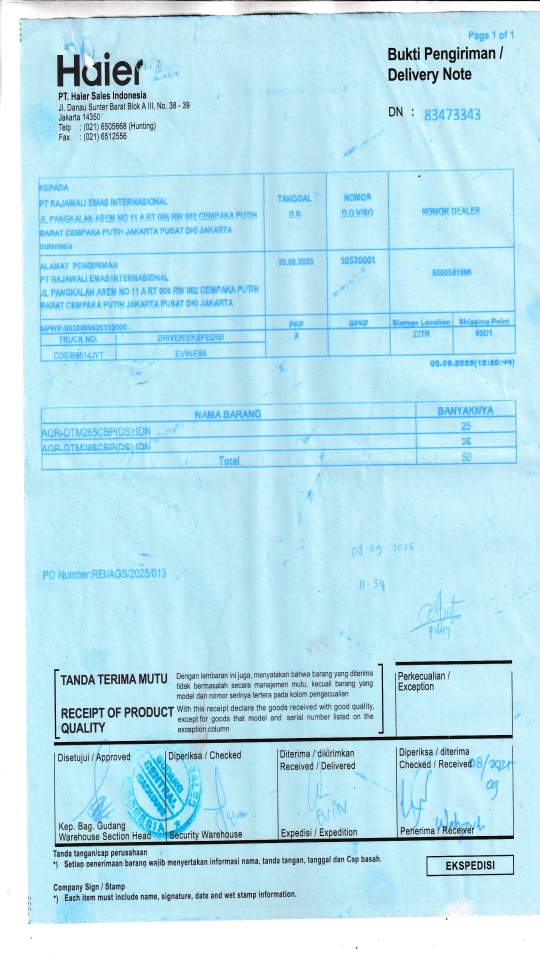 Page 1 of 1
Haier
Bukti Pengiriman /
Delivery Note
PT. Haier Sales Indonesia
Jl. Danau Sunter Barat Blok A III, No. 38 - 39
Jakarta 14350
Telp : (021) 6505668 (Hunting)
Fax : (021) 6512556
DN : 83473343
KEPADA
PT RAJAWALI EMAS INTERNASIONAL
JL PANGKALAN ASEM NO 11 A RT 006 RW 002 CEMPAKA PUTIH
BARAT CEMPAKA PUTIH JAKARTA PUSAT DKI JAKARTA
Indonesia
TANGGAL
D.N
NOMOR
D.O.V/SO
NOMOR DEALER
ALAMAT PENGIRIMAN
PT RAJAWALI EMAS INTERNASIONAL
JL PANGKALAN ASEM NO 11 A RT 006 RW 002 CEMPAKA PUTIH
BARAT CEMPAKA PUTIH JAKARTA PUSAT DKI JAKARTA
20.08.2025
10526001
TRUCK NO.
DRIVER/EKSPEDISI
PKP
X
Storage Location
22TR
Shipping Point
COE/B9514JYT
EVIN/E68
NAMA BARANG
BANYAKNYA
25
25
Total
50
08-09-2025
11-34
PO Number:REI/AGS/2025/013
TANDA TERIMA MUTU
Dengan lembaran ini juga, menyatakan bahwa barang yang diterima
tidak bermasalah secara manajemen mutu, kecuali barang yang
model dan nomor serinya tertera pada kolom pengecualian
RECEIPT OF PRODUCT
QUALITY
With this receipt declare the goods received with good quality,
except for goods that model and serial number listed on the
exception column
Perkecualian /
Exception
Disetujui / Approved
Kep. Bag. Gudang
Warehouse Section Head
Diperiksa / Checked
Security Warehouse
Diterima / dikirimkan
Received / Delivered
EVIN
Expedisi / Expedition
Diperiksa / diterima
Checked / Received
Penerima / Receiver
Tanda tangan/cap perusahaan
*) Setiap penerimaan barang wajib menyertakan informasi nama, tanda tangan, tanggal dan Cap basah.
EKSPEDISI
Company Sign / Stamp
*) Each item must include name, signature, date and wet stamp information.